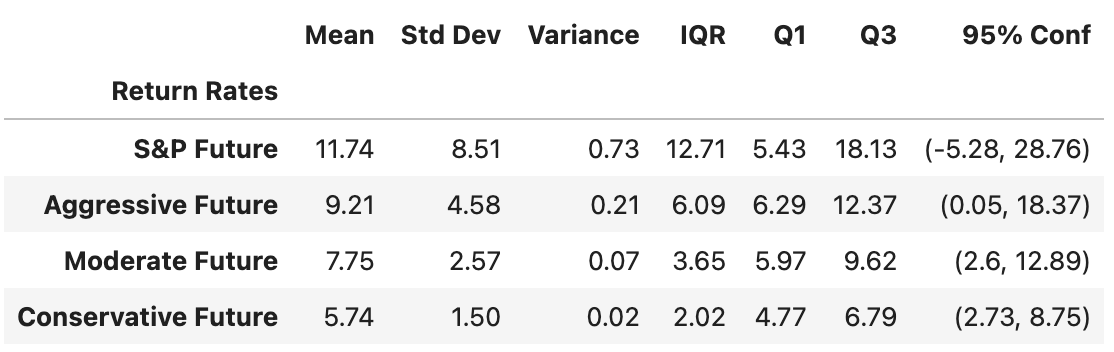 Mean Std Dev Variance IQR Q1 Q3 95% Conf
Return Rates
S&P Future 11.74 8.51 0.73 12.71 5.43 18.13 (-5.28, 28.76)
Aggressive Future 9.21 4.58 0.21 6.09 6.29 12.37 (0.05, 18.37)
Moderate Future 7.75 2.57 0.07 3.65 5.97 9.62 (2.6, 12.89)
Conservative Future 5.74 1.50 0.02 2.02 4.77 6.79 (2.73, 8.75)